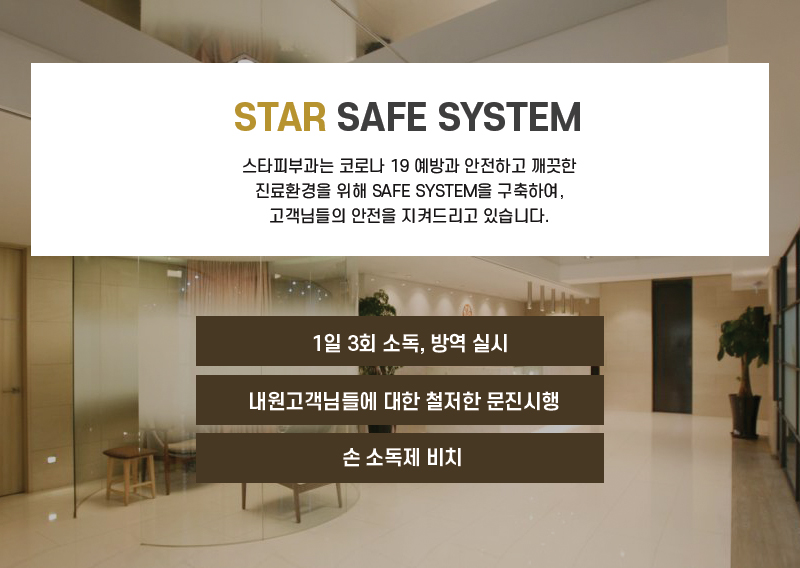 STAR SAFE SYSTEM
스타피부과는 코로나 19 예방과 안전하고 깨끗한
진료환경을 위해 SAFE SYSTEM을 구축하여,
고객님들의 안전을 지켜드리고 있습니다.
1일 3회 소독, 방역 실시
내원고객님들에 대한 철저한 문진시행
손 소독제 비치